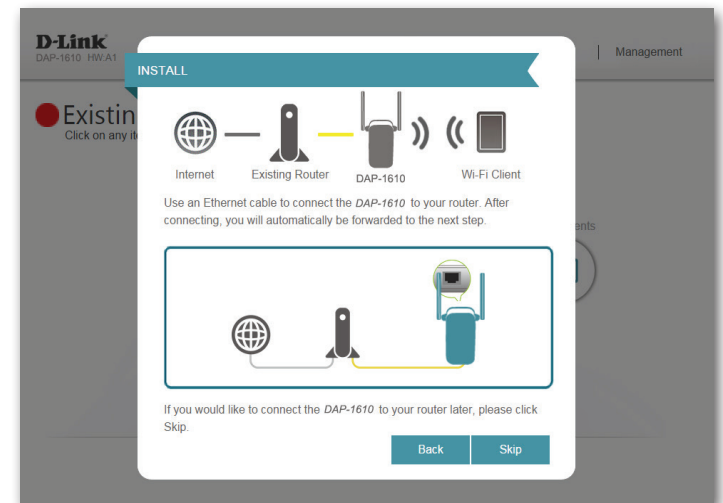 D-Link
DAP-1610 HW:A1
Management
INSTALL
Existin
Click on any it
Internet
Existing Router
DAP-1610
Wi-Fi Client
Use an Ethernet cable to connect the DAP-1610 to your router. After
connecting, you will automatically be forwarded to the next step.
ents
If you would like to connect the DAP-1610 to your router later, please click
Skip.
Back
Skip